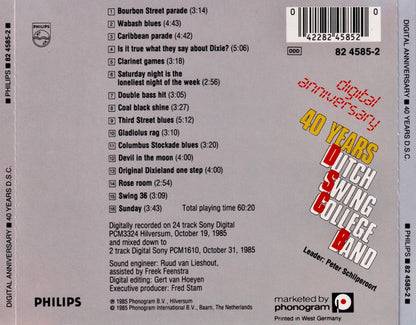 DIGITAL ANNIVERSARY ■ 40 YEARS D.S.C. ■ PHILIPS ■ 82 4585-2
PHILIPS
1 Bourbon Street parade (3:14)
2 Wabash blues (4:43)
3 Caribbean parade (4:42)
4 Is it true what they say about Dixie? (5:06)
5 Clarinet games (3:18)
6 Saturday night is the
loneliest night of the week (2:56)
7 Double bass hit (3:05)
8 Coal black shine (3:27)
9 Third Street blues (5:15)
10 Gladiolus rag (3:10)
11 Columbus Stockade blues (3:20)
12 Devil in the moon (4:40)
13 Original Dixieland one step (4:00)
14 Rose room (2:54)
15 Swing 36 (3:39)
16 Sunday (3:43) Total playing time 60:20
Digitally recorded on 24 track Sony Digital
PCM3324 Hilversum, October 19, 1985
and mixed down to
2 track Digital Sony PCM1610, October 31, 1985
Sound engineer: Ruud van Lieshout,
assisted by Freek Feenstra
Digital editing: Gert van Hoeyen
Executive producer: Fred Stam
PHILIPS
Ⓟ 1985 Phonogram B.V., Hilversum
© 1985 Phonogram International B.V., Baarn, The Netherlands
0 42282 45852
DDD 82 4585-2
digital
anniversary
40 YEARS
DUTCH
SWING
COLLEGE
BAND
Leader: Peter Schilperoort
marketed by
phonogram
Printed in West Germany
DIGITAL ANNIVERSARY ■ 40 YEARS D.S.C. ■ PHILIPS ■ 82 4585-2